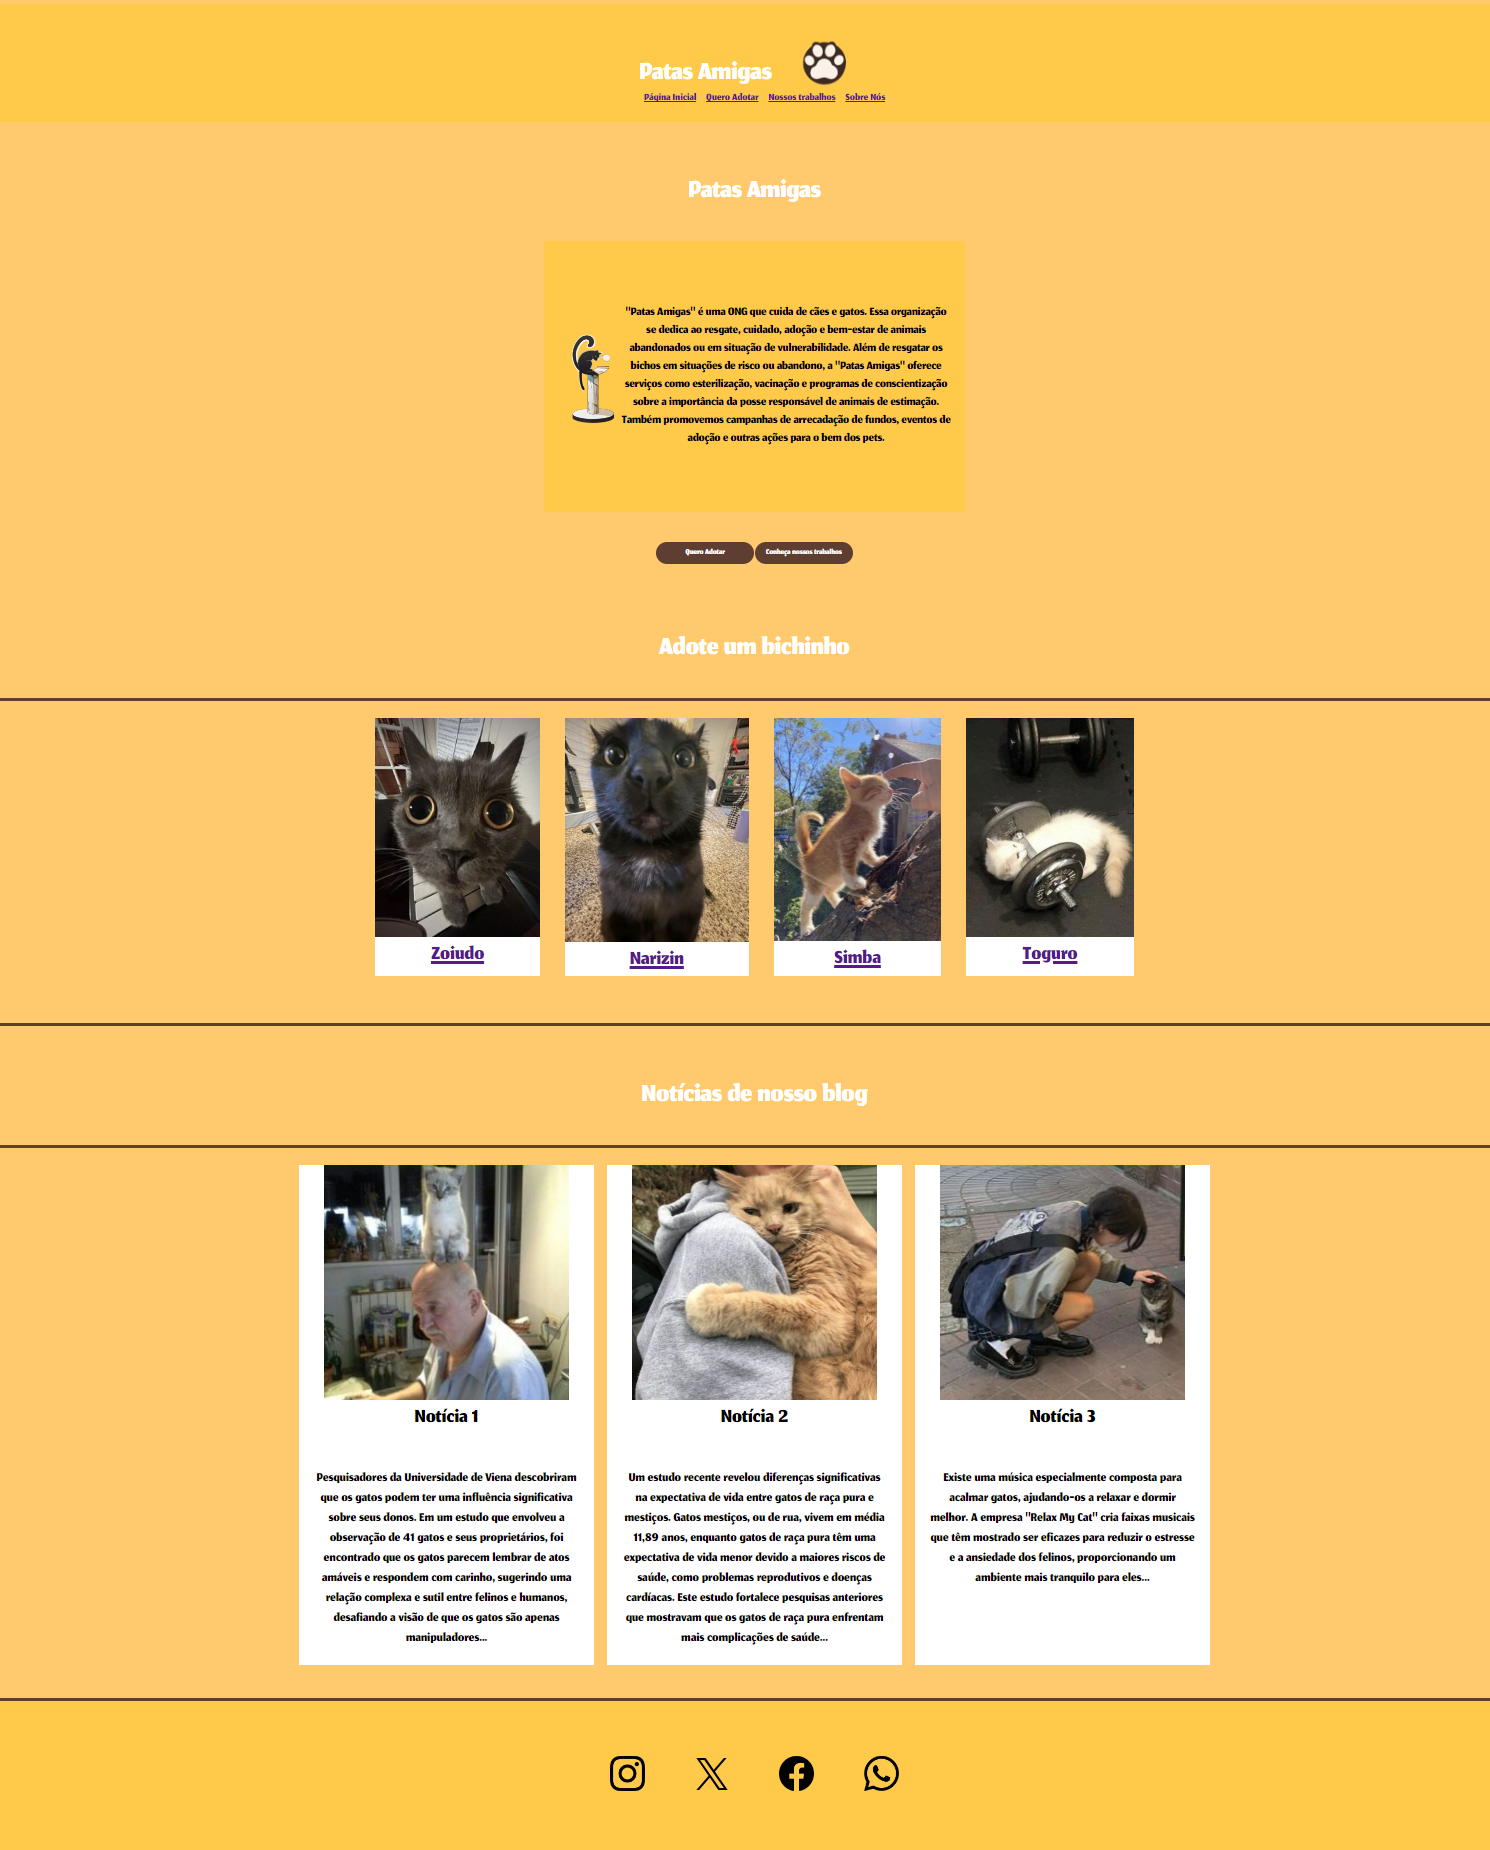 Patas Amigas
Página Inicial Quero Adotar Nossos trabalhos Sobre Nós
Patas Amigas
"Patas Amigas" é uma ONG que cuida de cães e gatos. Essa organização
se dedica ao resgate, cuidado, adoção e bem-estar de animais
abandonados ou em situação de vulnerabilidade. Além de resgatar os
bichos em situações de risco ou abandono, a "Patas Amigas" oferece
serviços como esterilização, vacinação e programas de conscientização
sobre a importância da posse responsável de animais de estimação.
Também promovemos campanhas de arrecadação de fundos, eventos de
adoção e outras ações para o bem dos pets.
Quero Adotar Conheça nossos trabalhos
Adote um bichinho
Zoiudo Narizin Simba Toguro
Notícias de nosso blog
Notícia 1
Pesquisadores da Universidade de Viena descobriram
que os gatos podem ter uma influência significativa
sobre seus donos. Em um estudo que envolveu a
observação de 41 gatos e seus proprietários, foi
encontrado que os gatos parecem lembrar de atos
amáveis e respondem com carinho, sugerindo uma
relação complexa e sutil entre felinos e humanos,
desafiando a visão de que os gatos são apenas
manipuladores...
Notícia 2
Um estudo recente revelou diferenças significativas
na expectativa de vida entre gatos de raça pura e
mestiços. Gatos mestiços, ou de rua, vivem em média
11,89 anos, enquanto gatos de raça pura têm uma
expectativa de vida menor devido a maiores riscos de
saúde, como problemas reprodutivos e doenças
cardíacas. Este estudo fortalece pesquisas anteriores
que mostravam que os gatos de raça pura enfrentam
mais complicações de saúde...
Notícia 3
Existe uma música especialmente composta para
acalmar gatos, ajudando-os a relaxar e dormir
melhor. A empresa "Relax My Cat" cria faixas musicais
que têm mostrado ser eficazes para reduzir o estresse
e a ansiedade dos felinos, proporcionando um
ambiente mais tranquilo para eles...